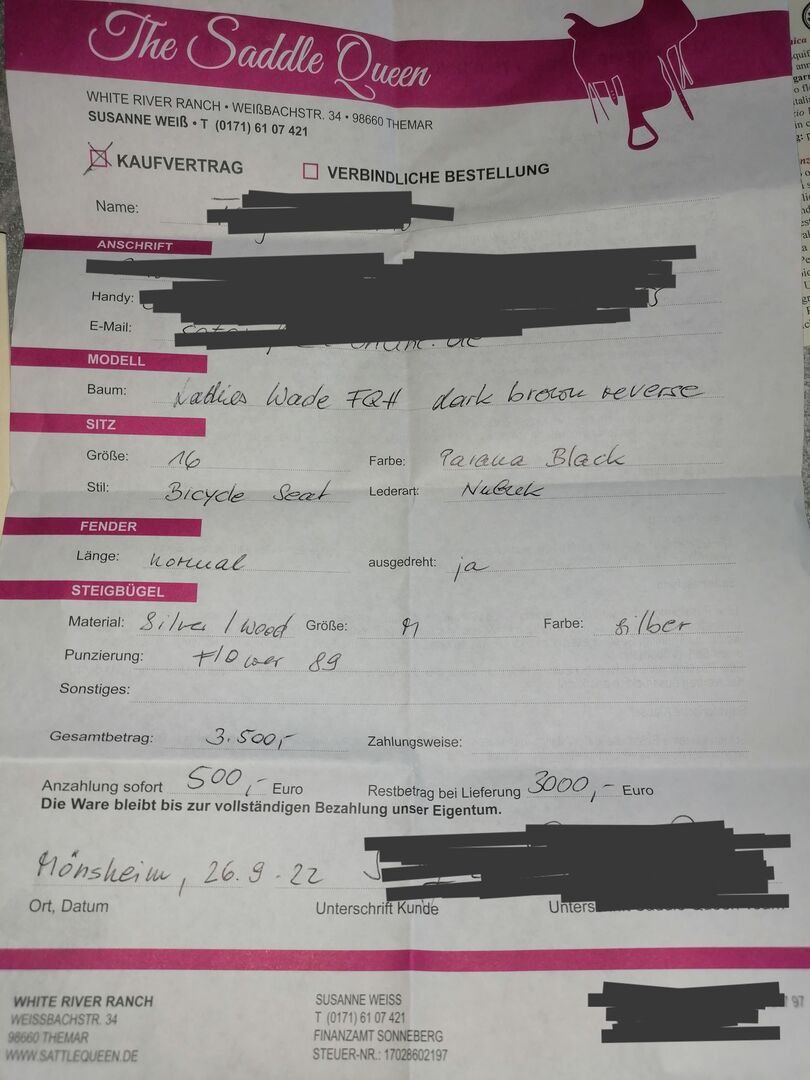 The Saddle Queen
WHITE RIVER RANCH • WEIßBACHSTR. 34 • 98660 THEMAR
SUSANNE WEIß • T (0171) 61 07 421
KAUFVERTRAG VERBINDLICHE BESTELLUNG
Name:
ANSCHRIFT
Handy:
E-Mail:
MODELL
Baum: Wade FQH dark brown reverse
SITZ
Größe: 16 Farbe: Parana Black
Stil: Bicycle Seat Lederart: Nubuk
FENDER
Länge: normal ausgedreht: ja
STEIGBÜGEL
Material: Silver / Wood Größe: M Farbe: silber
Punzierung: Flower 89
Sonstiges:
Gesamtbetrag: 3.500,- Zahlungsweise:
Anzahlung sofort 500,- Euro Restbetrag bei Lieferung 3000,- Euro
Die Ware bleibt bis zur vollständigen Bezahlung unser Eigentum.
Mönsheim, 26.9.22
Ort, Datum Unterschrift Kunde
WHITE RIVER RANCH
WEISSBACHSTR. 34
98660 THEMAR
WWW.SATTLEQUEEN.DE
SUSANNE WEISS
T (0171) 61 07 421
FINANZAMT SONNEBERG
STEUER-NR.: 17028602197
97